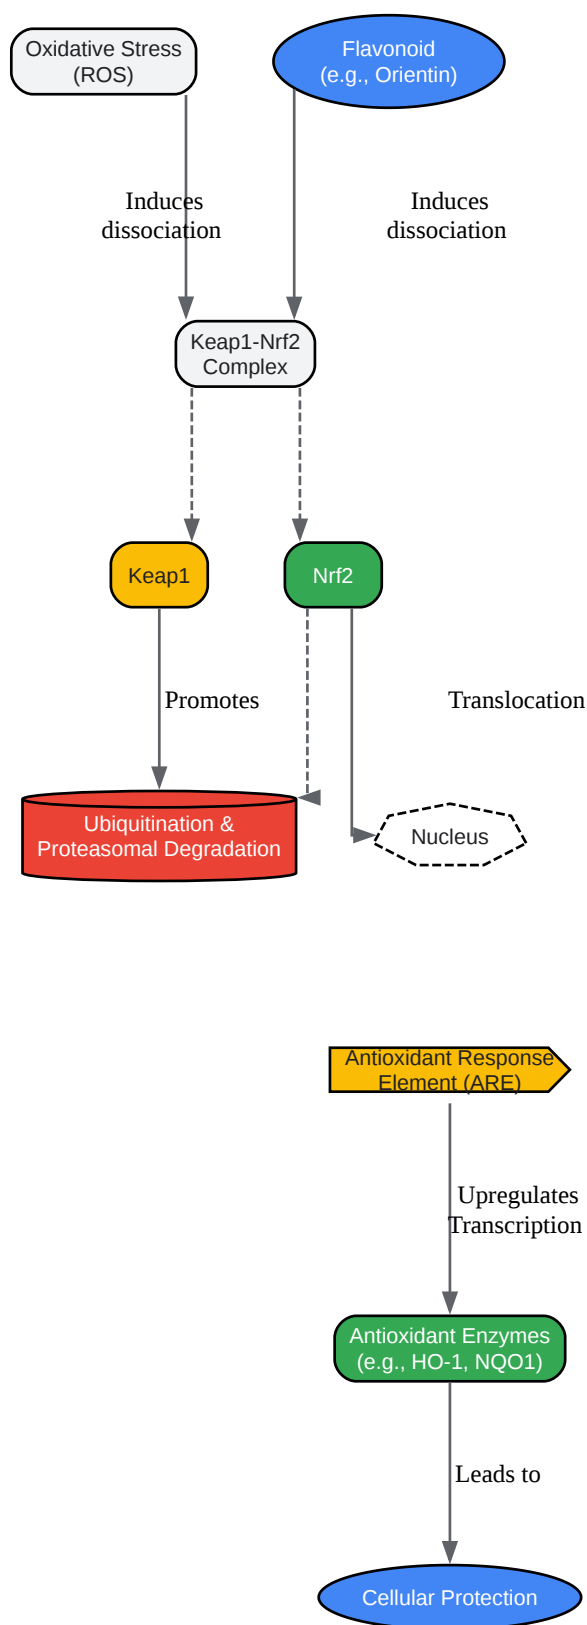 Oxidative Stress
(ROS)
Flavonoid
(e.g., Orientin)
Induces
dissociation
Induces
dissociation
Keap1-Nrf2
Complex
Keap1
Nrf2
Promotes
Translocation
Ubiquitination &
Proteasomal Degradation
Nucleus
Antioxidant Response
Element (ARE)
Upregulates
Transcription
Antioxidant Enzymes
(e.g., HO-1, NQO1)
Leads to
Cellular Protection